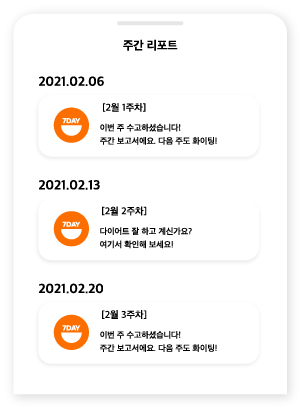 주간 리포트
2021.02.06
[2월 1주차]
7DAY
이번 주 수고하셨습니다!
주간 보고서에요. 다음 주도 화이팅!
2021.02.13
[2월 2주차]
7DAY
다이어트 잘 하고 계신가요?
여기서 확인해 보세요!
2021.02.20
[2월 3주차]
7DAY
이번 주 수고하셨습니다!
주간 보고서에요. 다음 주도 화이팅!